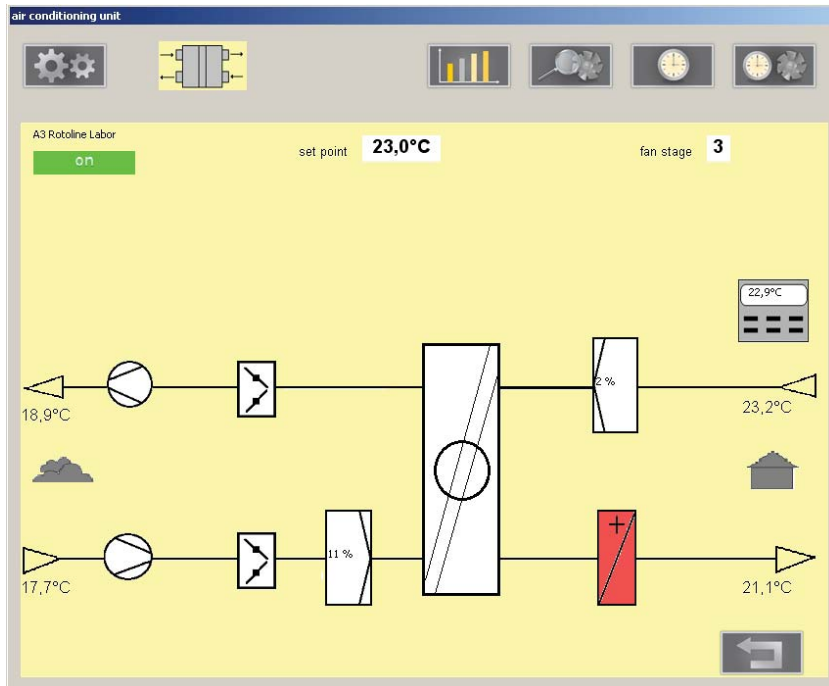 air conditioning unit
A3 Rotoline Labor
on
set point 23,0°C
fan stage 3
22,9°C
2 %
18,9°C
23,2°C
11 %
+
17,7°C
21,1°C